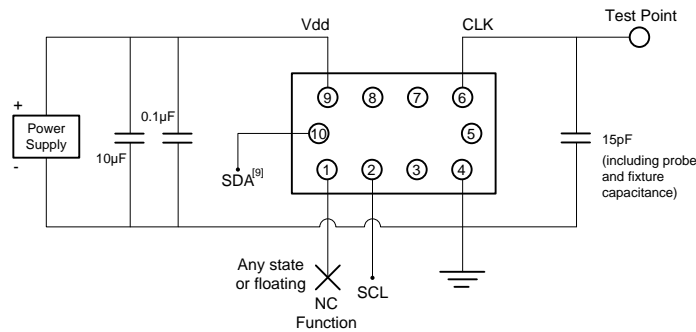 Vdd
CLK
Test Point
+
Power
Supply
-
10µF
0.1µF
9
8
7
6
10
5
1
2
3
4
SDA[9]
15pF
(including probe
and fixture
capacitance)
Any state
or floating
NC
Function
SCL